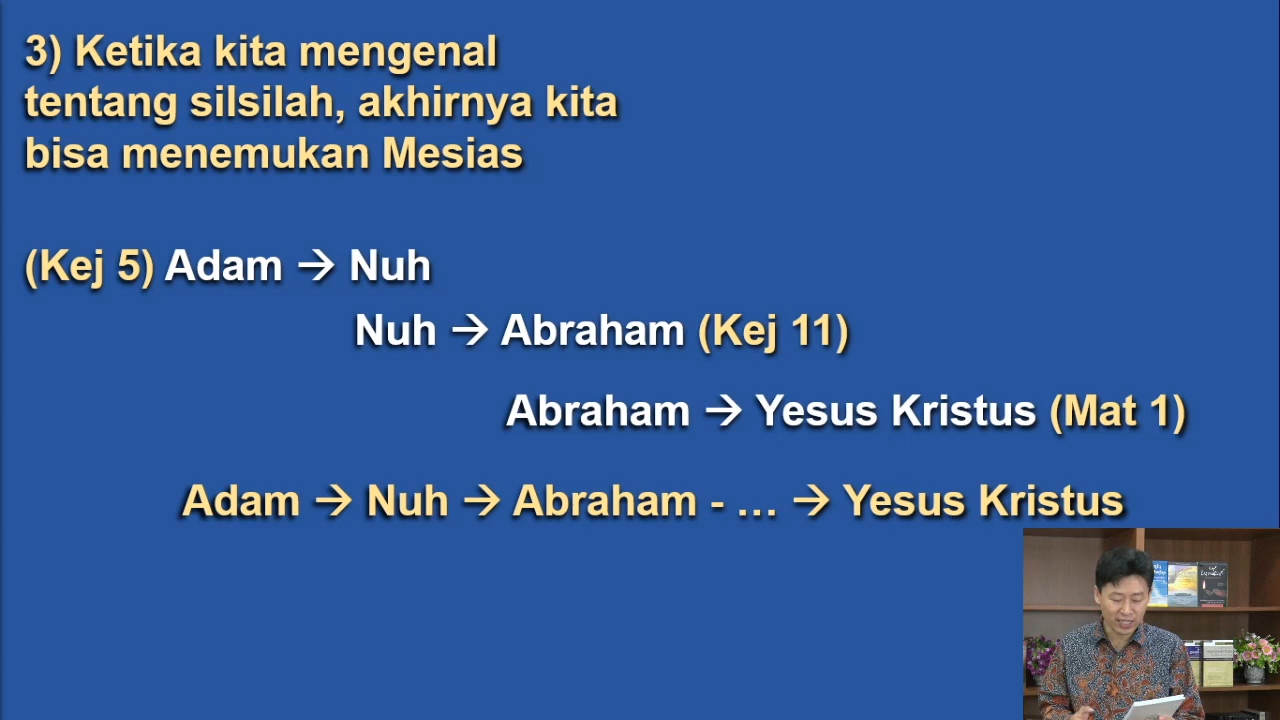 3) Ketika kita mengenal
tentang silsilah, akhirnya kita
bisa menemukan Mesias
(Kej 5) Adam → Nuh
Nuh → Abraham (Kej 11)
Abraham → Yesus Kristus (Mat 1)
Adam → Nuh → Abraham - … → Yesus Kristus